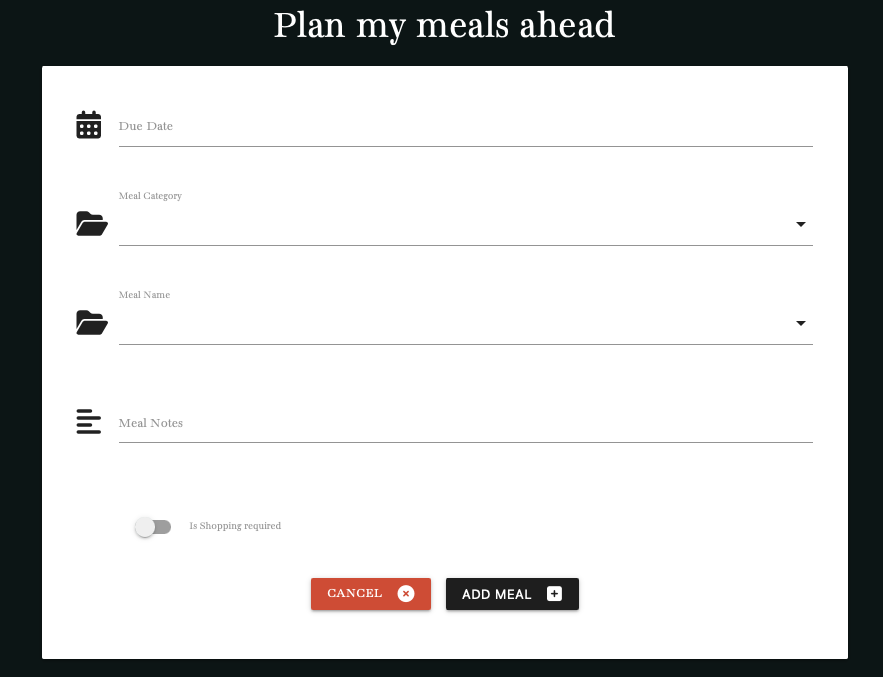 Plan my meals ahead
Due Date
Meal Category
Meal Name
Meal Notes
Is Shopping required
CANCEL
ADD MEAL